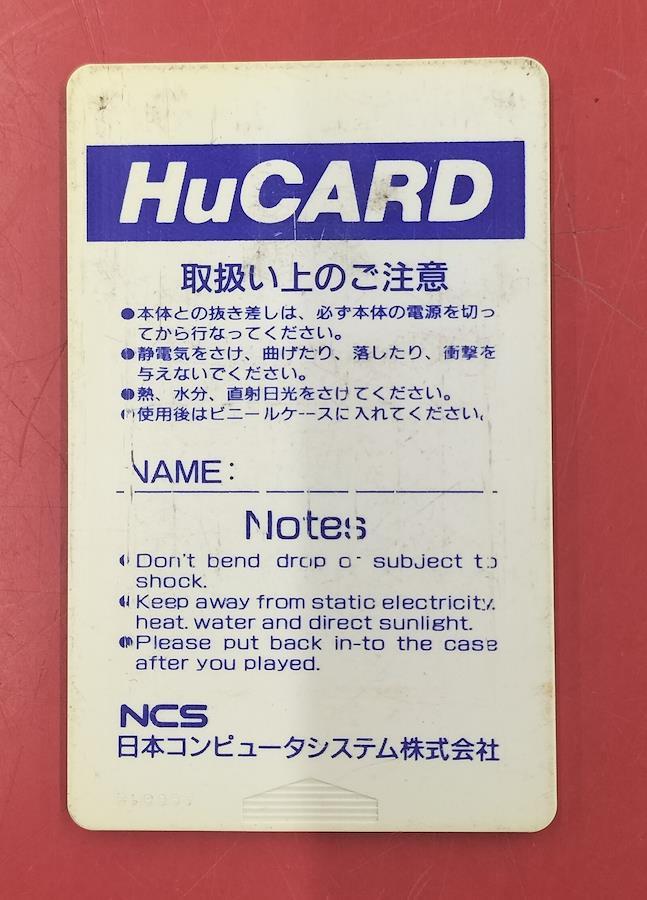 HuCARD
取扱い上のご注意
●本体との抜き差しは、必ず本体の電源を切っ
てから行なってください。
●静電気をさけ、曲げたり、落したり、衝撃を
与えないでください。
●熱、水分、直射日光をさけてください。
●使用後はビニールケースに入れてください。
NAME:
Notes
●Don't bend drop or subject to
shock.
●Keep away from static electricity.
heat. water and direct sunlight.
●Please put back in-to the case
after you played.
NCS
日本コンピュータシステム株式会社